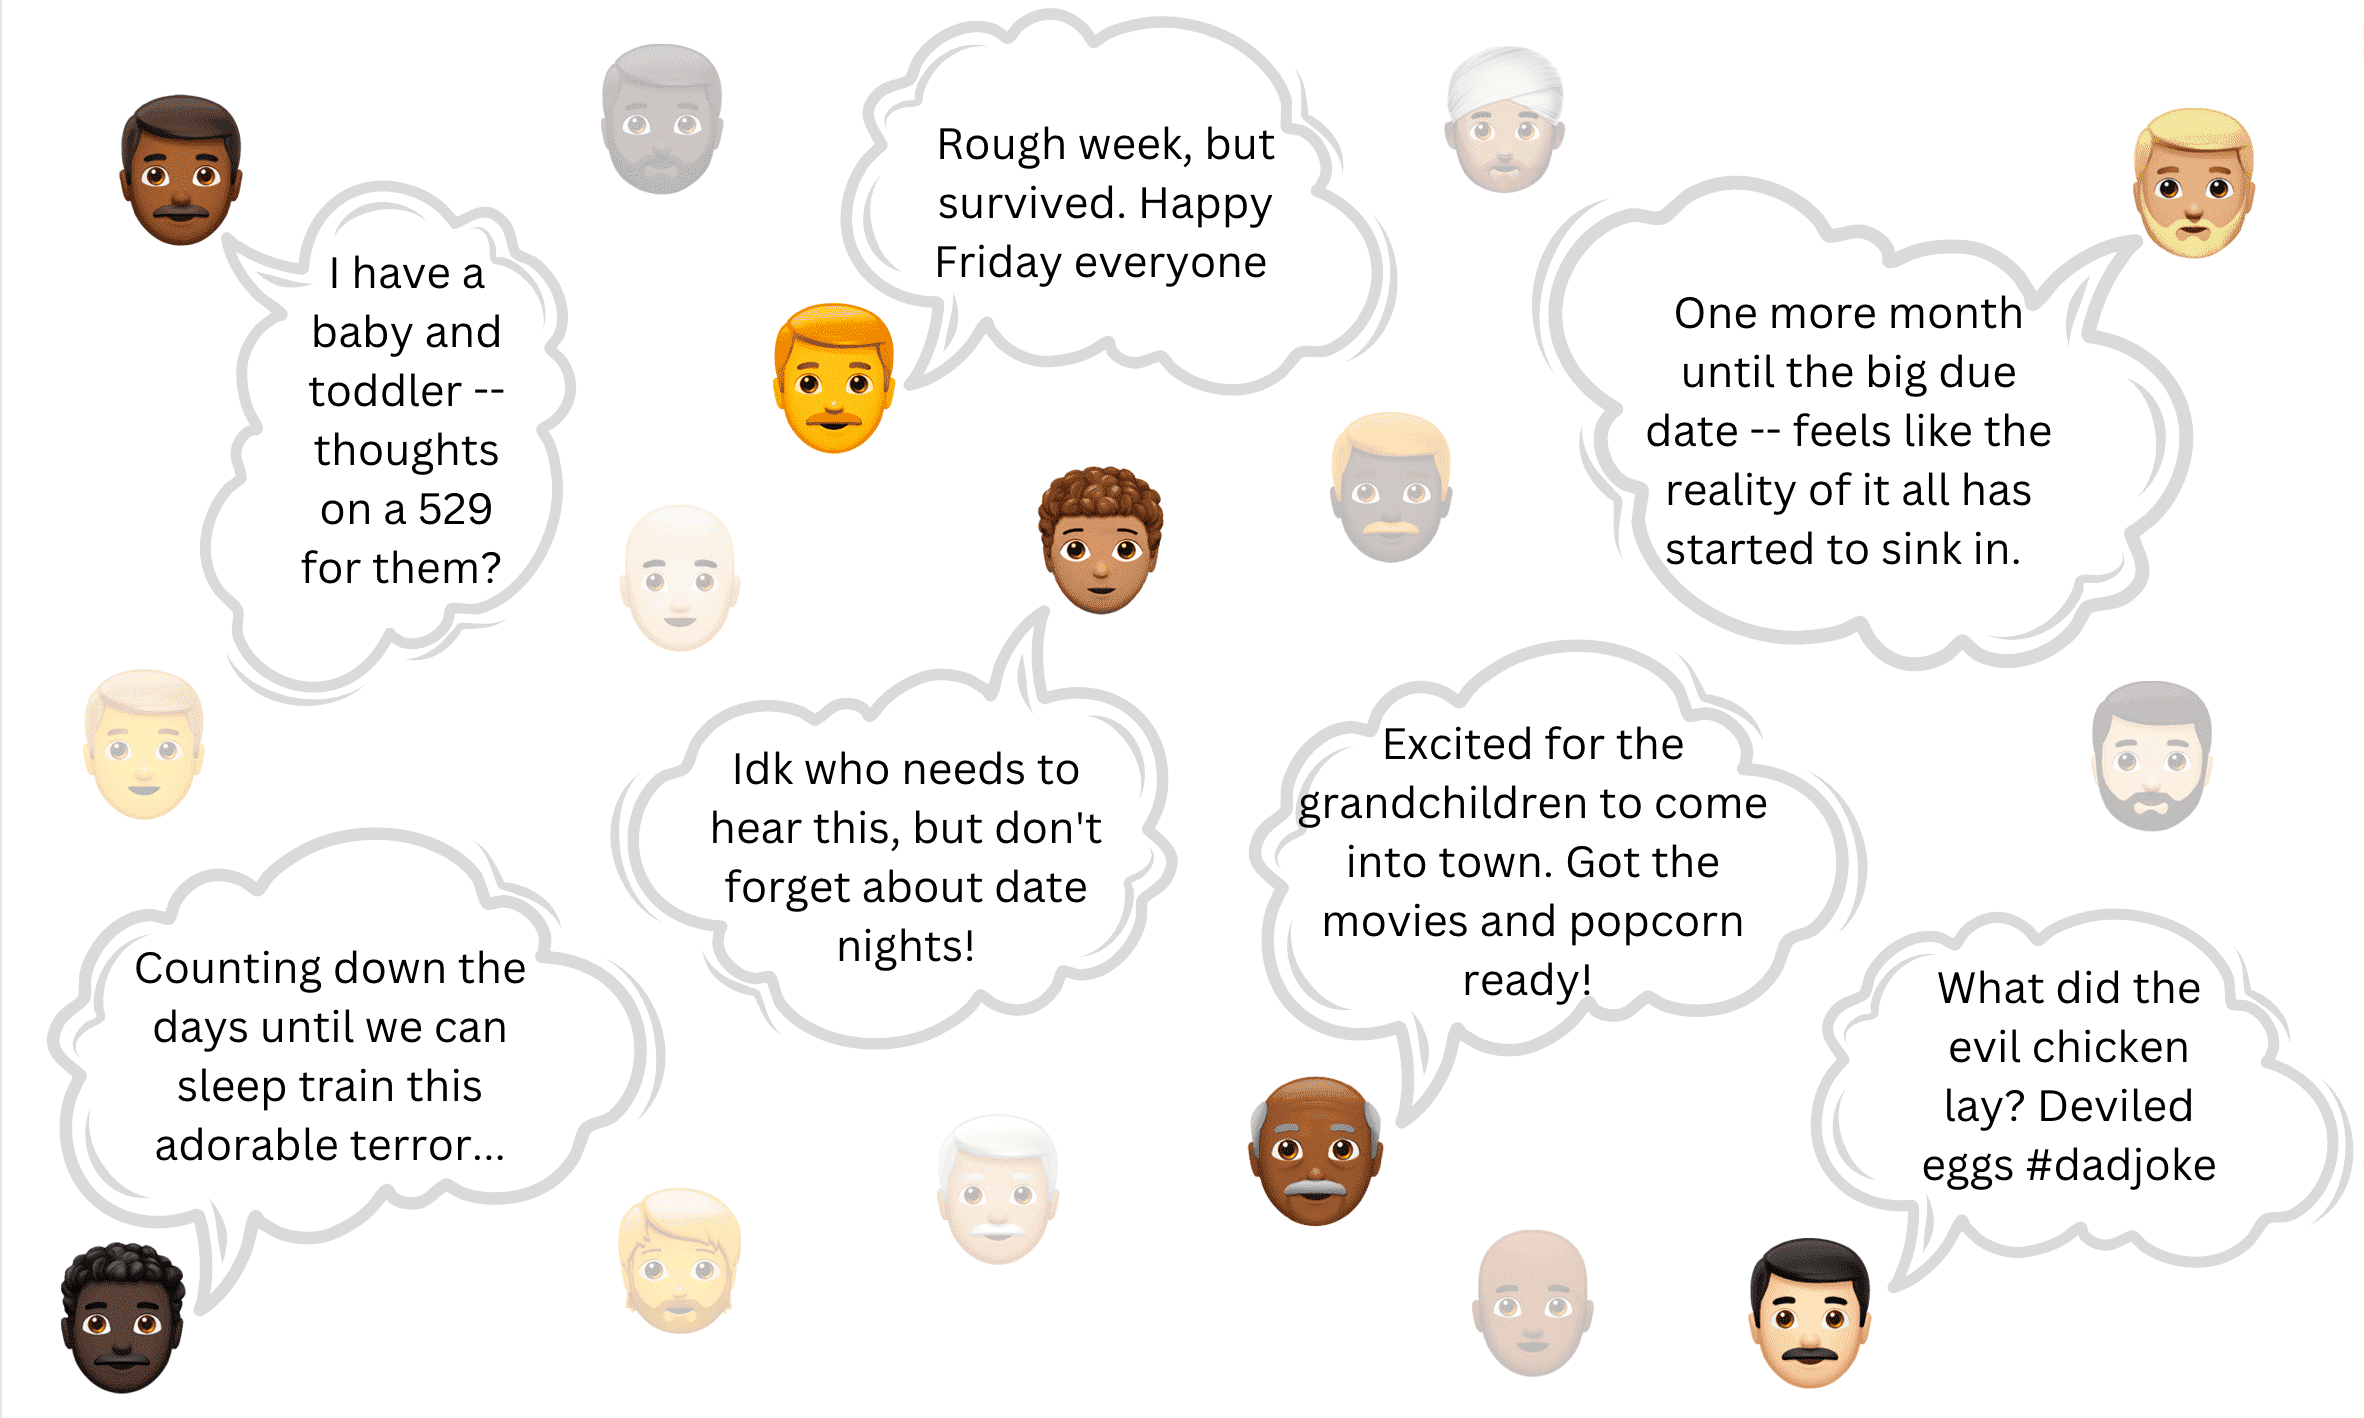 Rough week, but
survived. Happy
Friday everyone
I have a
baby and
toddler --
thoughts
on a 529
for them?
One more month
until the big due
date -- feels like the
reality of it all has
started to sink in.
Idk who needs to
hear this, but don't
forget about date
nights!
Excited for the
grandchildren to come
into town. Got the
movies and popcorn
ready!
Counting down the
days until we can
sleep train this
adorable terror...
What did the
evil chicken
lay? Deviled
eggs #dadjoke